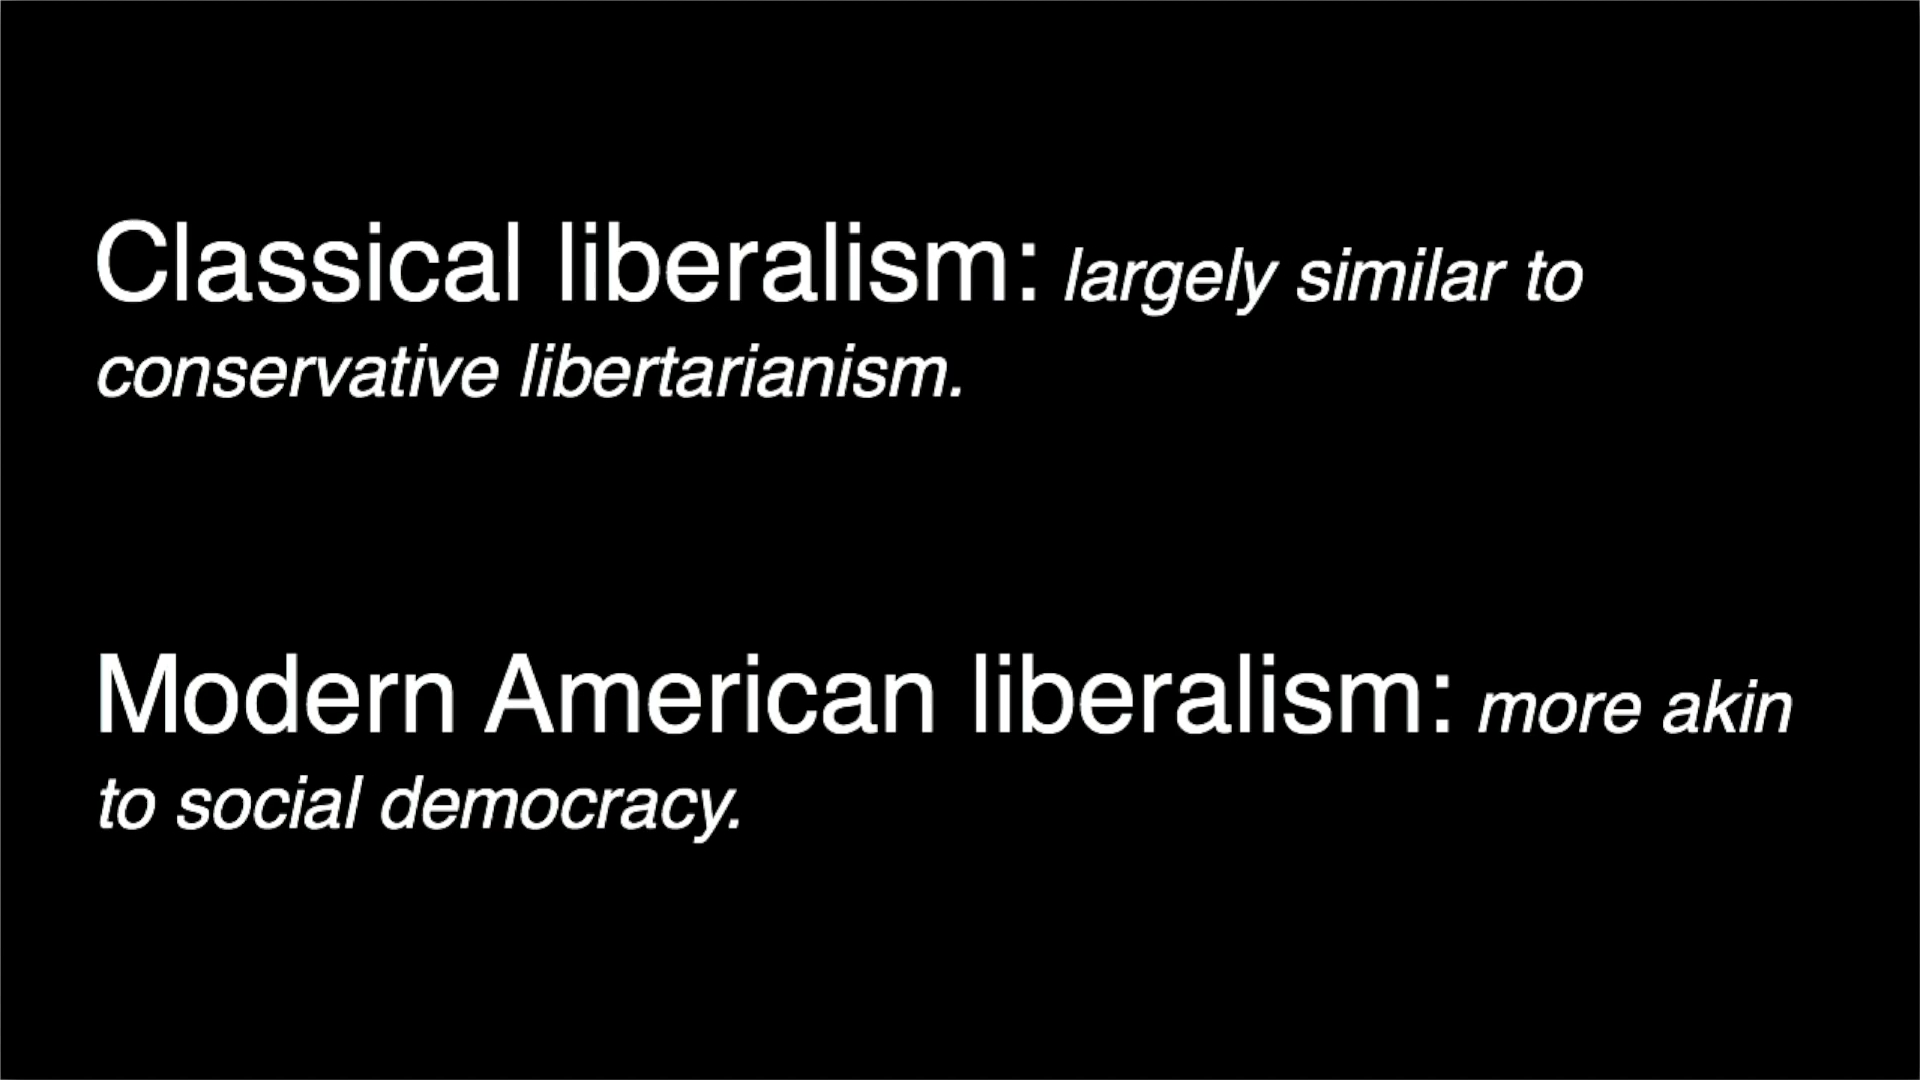 Classical liberalism: largely similar to
conservative libertarianism.
Modern American liberalism: more akin
to social democracy.